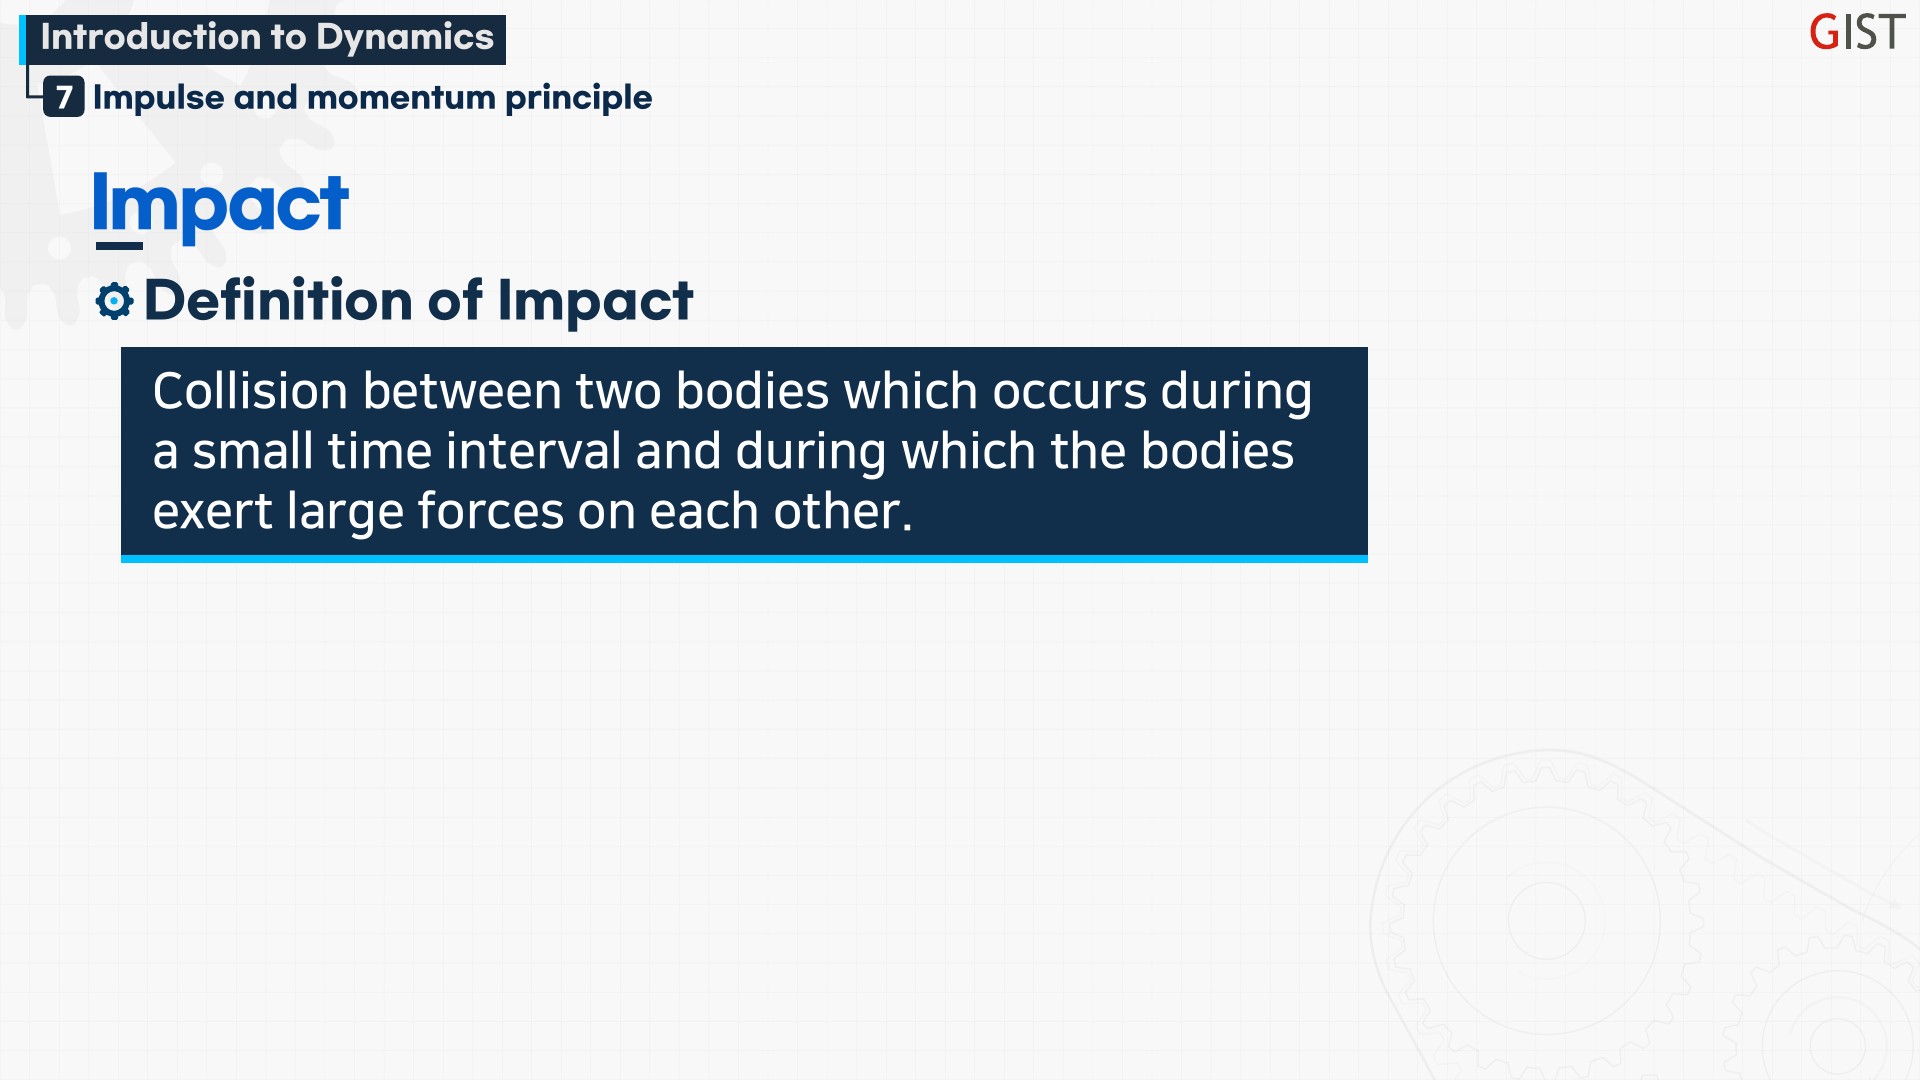 Introduction to Dynamics
GIST
7 Impulse and momentum principle
Impact
Definition of Impact
Collision between two bodies which occurs during
a small time interval and during which the bodies
exert large forces on each other.